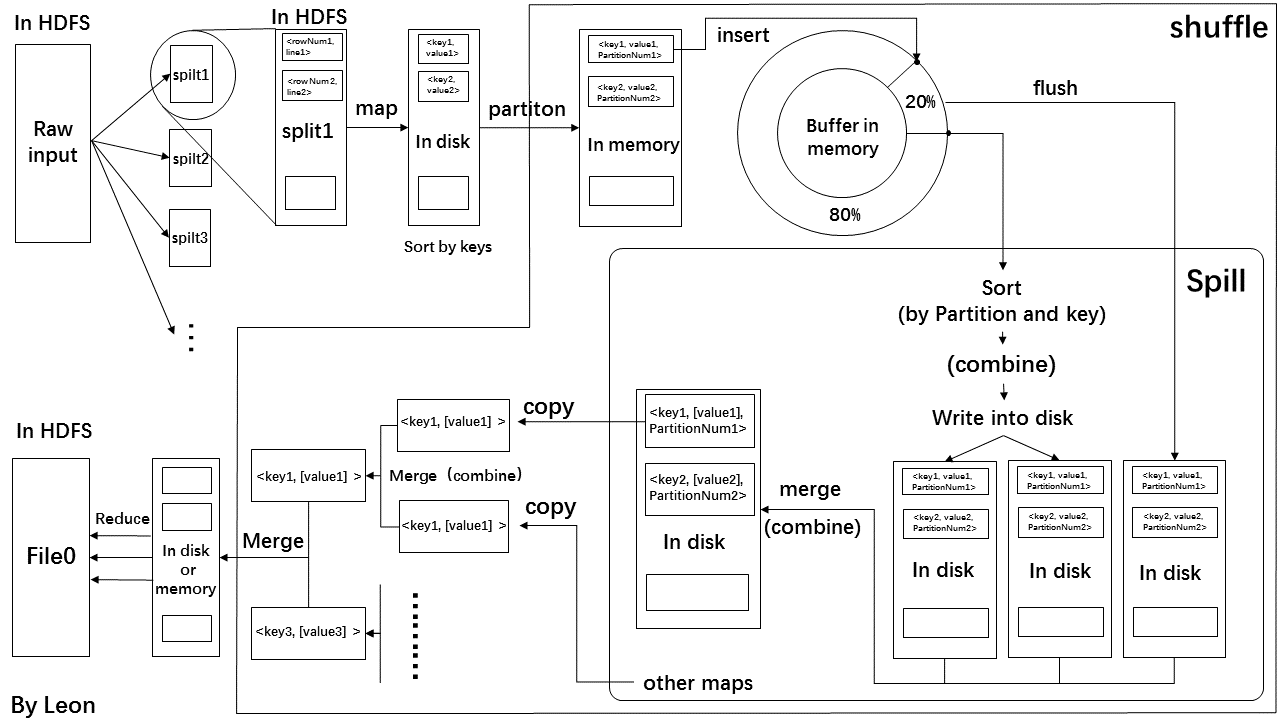 In HDFS
Raw
input
spilt1
spilt2
spilt3
In HDFS
<rowNum1,
line1>
<rowNum2,
line2>
split1
map
<key1,
value1>
<key2,
value2>
In disk
Sort by keys
partiton
<key1, value1,
PartitionNum1>
<key2, value2,
PartitionNum2>
In memory
insert
Buffer in
memory
20%
80%
flush
shuffle
Spill
Sort
(by Partition and key)
(combine)
Write into disk
<key1, value1,
PartitionNum1>
<key2, value2,
PartitionNum2>
In disk
<key1, value1,
PartitionNum1>
<key2, value2,
PartitionNum2>
In disk
<key1, value1,
PartitionNum1>
<key2, value2,
PartitionNum2>
In disk
merge
(combine)
<key1, [value1],
PartitionNum1>
<key2, [value2],
PartitionNum2>
In disk
other maps
copy
copy
<key1, [value1] >
<key1, [value1] >
Merge (combine)
<key1, [value1] >
<key3, [value3] >
Merge
In disk
or
memory
Reduce
In HDFS
File0
By Leon